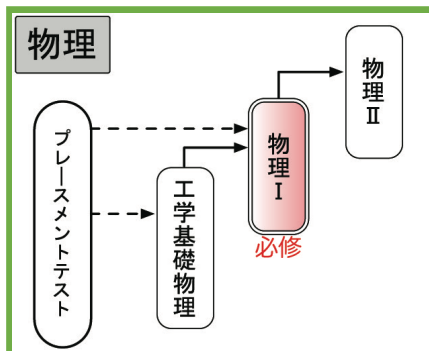 物理
プレースメントテスト
工学基礎物理
物理Ⅰ
必修
物理Ⅱ